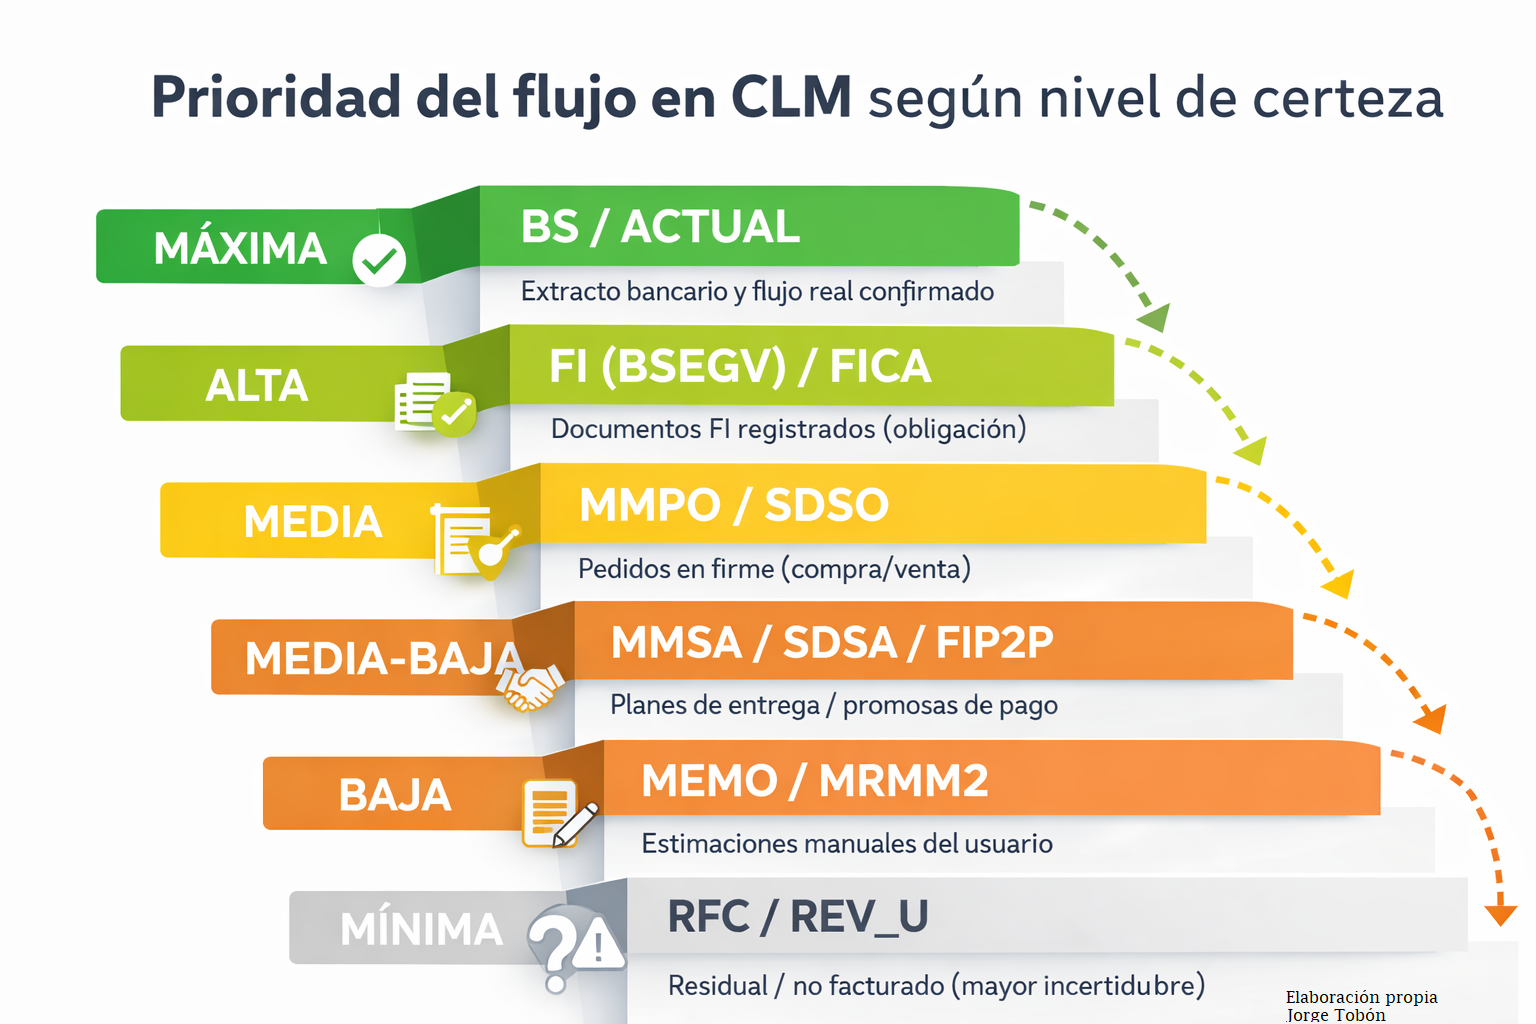 Prioridad del flujo en CLM según nivel de certeza
MÁXIMA
BS / ACTUAL
Extracto bancario y flujo real confirmado
ALTA
FI (BSEGV) / FICA
Documentos FI registrados (obligación)
MEDIA
MMPO / SDSO
Pedidos en firme (compra/venta)
MEDIA-BAJA
MMSA / SDSA / FIP2P
Planes de entrega / promosas de pago
BAJA
MEMO / MRMM2
Estimaciones manuales del usuario
MÍNIMA
RFC / REV_U
Residual / no facturado (mayor incertidubre)
Elaboración propia
Jorge Tobón